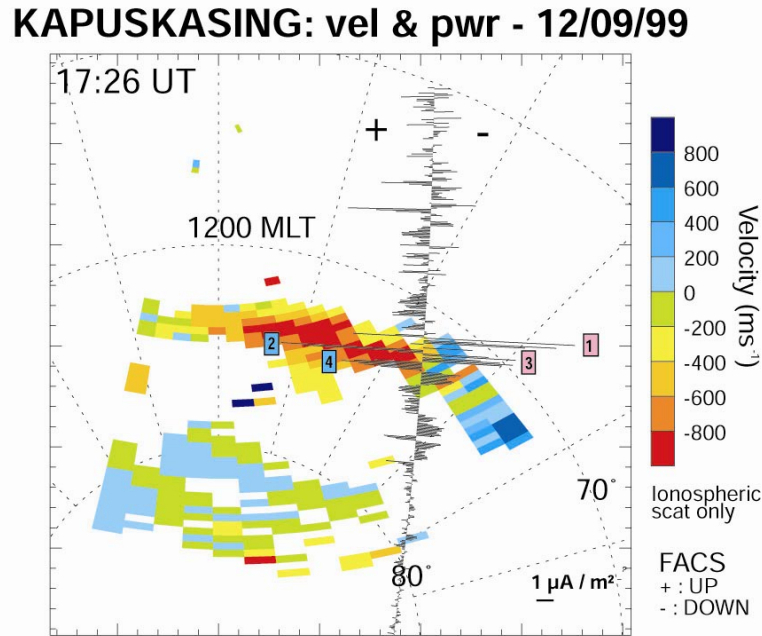 KAPUSKASING: vel & pwr - 12/09/99
17:26 UT
+ -
1200 MLT
2
4
1
3
70°
80°
1 µA / m²
800
600
400
200
0
-200
-400
-600
-800
Velocity (ms⁻¹)
Ionospheric
scat only
FACS
+ : UP
- : DOWN